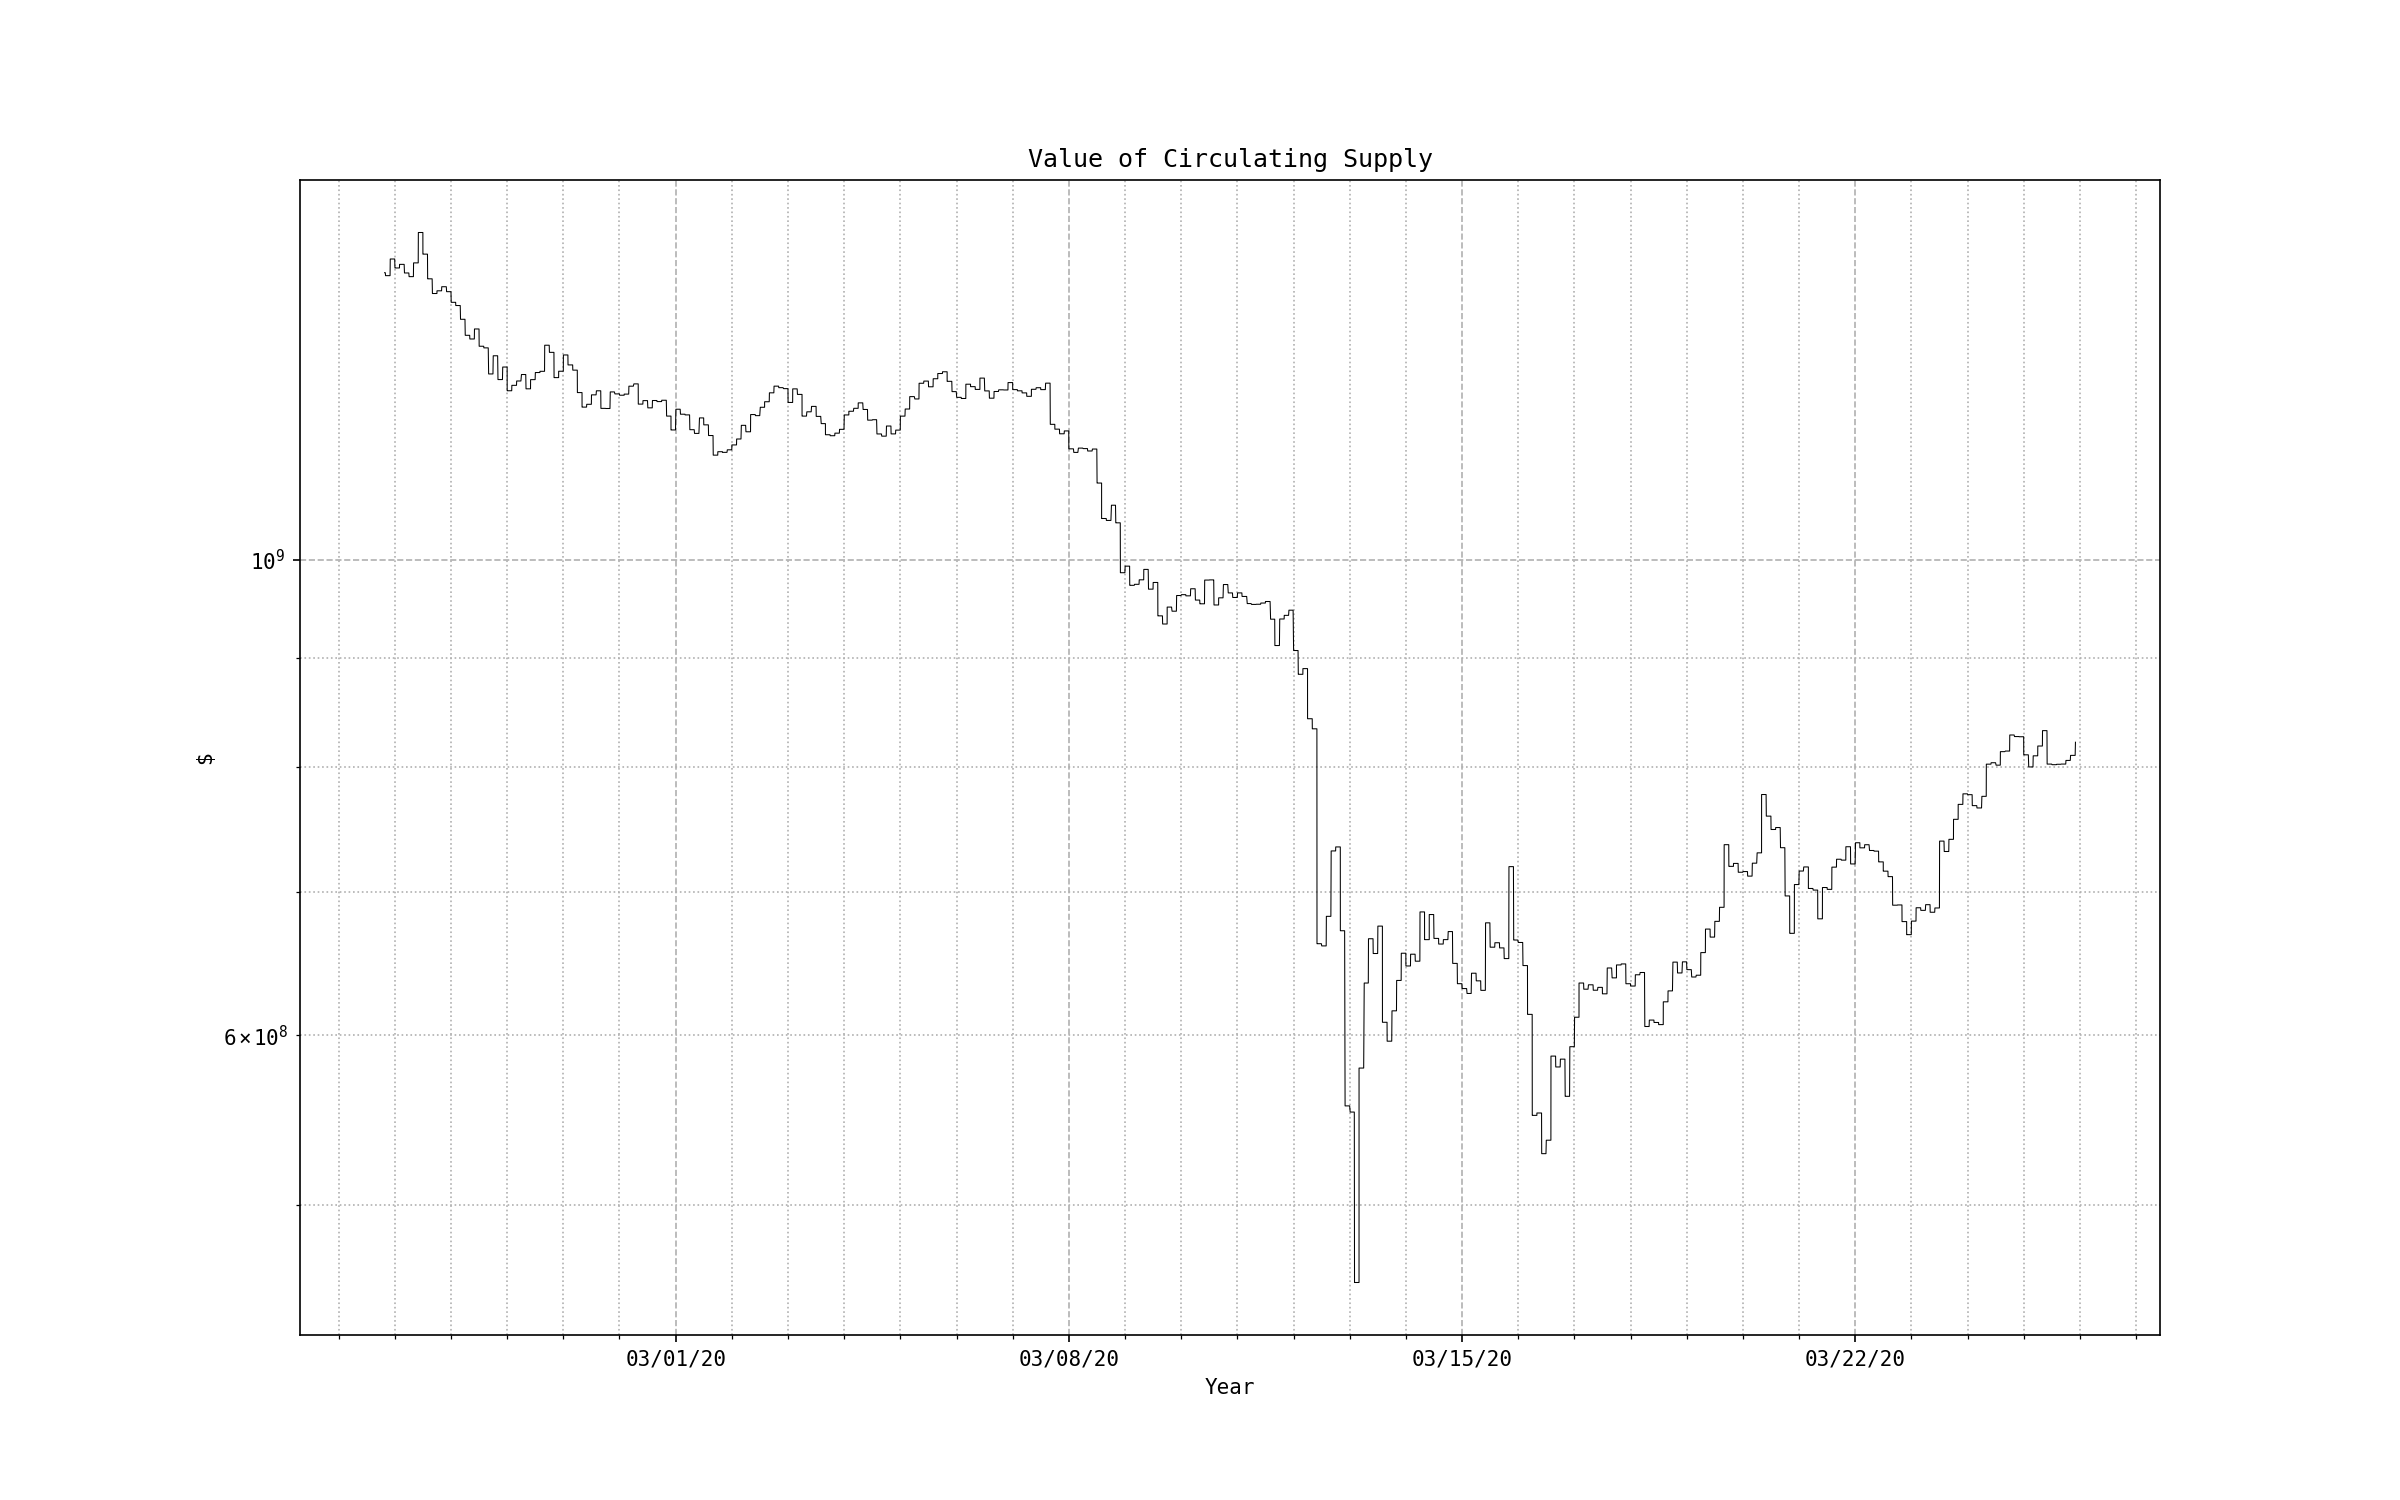 Value of Circulating Supply
10⁹
$
6×10⁸
03/01/20 03/08/20 03/15/20 03/22/20
Year